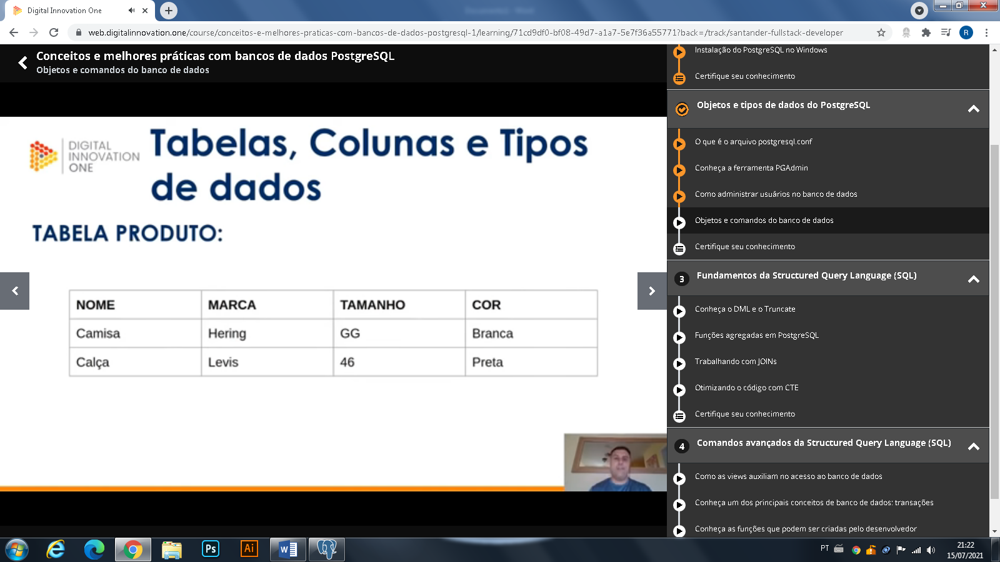 Digital Innovation One
web.digitalinnovation.one/course/conceitos-e-melhores-praticas-com-bancos-de-dados-postgresql-1/learning/71cd9df0-bf08-49d7-a1a7-5e7f36a55771?back=/track/santander-fullstack-developer
R
Conceitos e melhores práticas com bancos de dados PostgreSQL
Objetos e comandos do banco de dados
DIGITAL
INNOVATION
ONE
Tabelas, Colunas e Tipos
de dados
TABELA PRODUTO:
NOME MARCA TAMANHO COR
Camisa Hering GG Branca
Calça Levis 46 Preta
Instalação do PostgreSQL no Windows
Certifique seu conhecimento
Objetos e tipos de dados do PostgreSQL
O que é o arquivo postgresql.conf
Conheça a ferramenta PGAdmin
Como administrar usuários no banco de dados
Objetos e comandos do banco de dados
Certifique seu conhecimento
3 Fundamentos da Structured Query Language (SQL)
Conheça o DML e o Truncate
Funções agregadas em PostgreSQL
Trabalhando com JOINs
Otimizando o código com CTE
Certifique seu conhecimento
4 Comandos avançados da Structured Query Language (SQL)
Como as views auxiliam no acesso ao banco de dados
Conheça um dos principais conceitos de banco de dados: transações
Conheça as funções que podem ser criadas pelo desenvolvedor
Ps
Ai
W
PT
21:22
15/07/2021